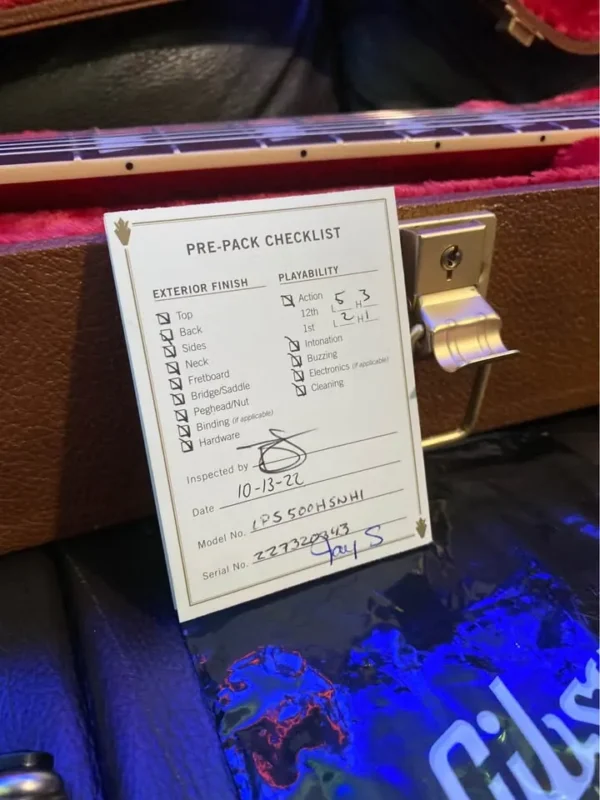 PRE-PACK CHECKLIST
EXTERIOR FINISH
Top
Back
Sides
Neck
Fretboard
Bridge/Saddle
Peghead/Nut
Binding (if applicable)
Hardware
PLAYABILITY
Action
12th L 5 H 3
1st L 2 H 1
Intonation
Buzzing
Electronics (if applicable)
Cleaning
Inspected by
Date 10-13-22
Model No. LPS500HSNH1
Serial No.
Jay S
Gibson